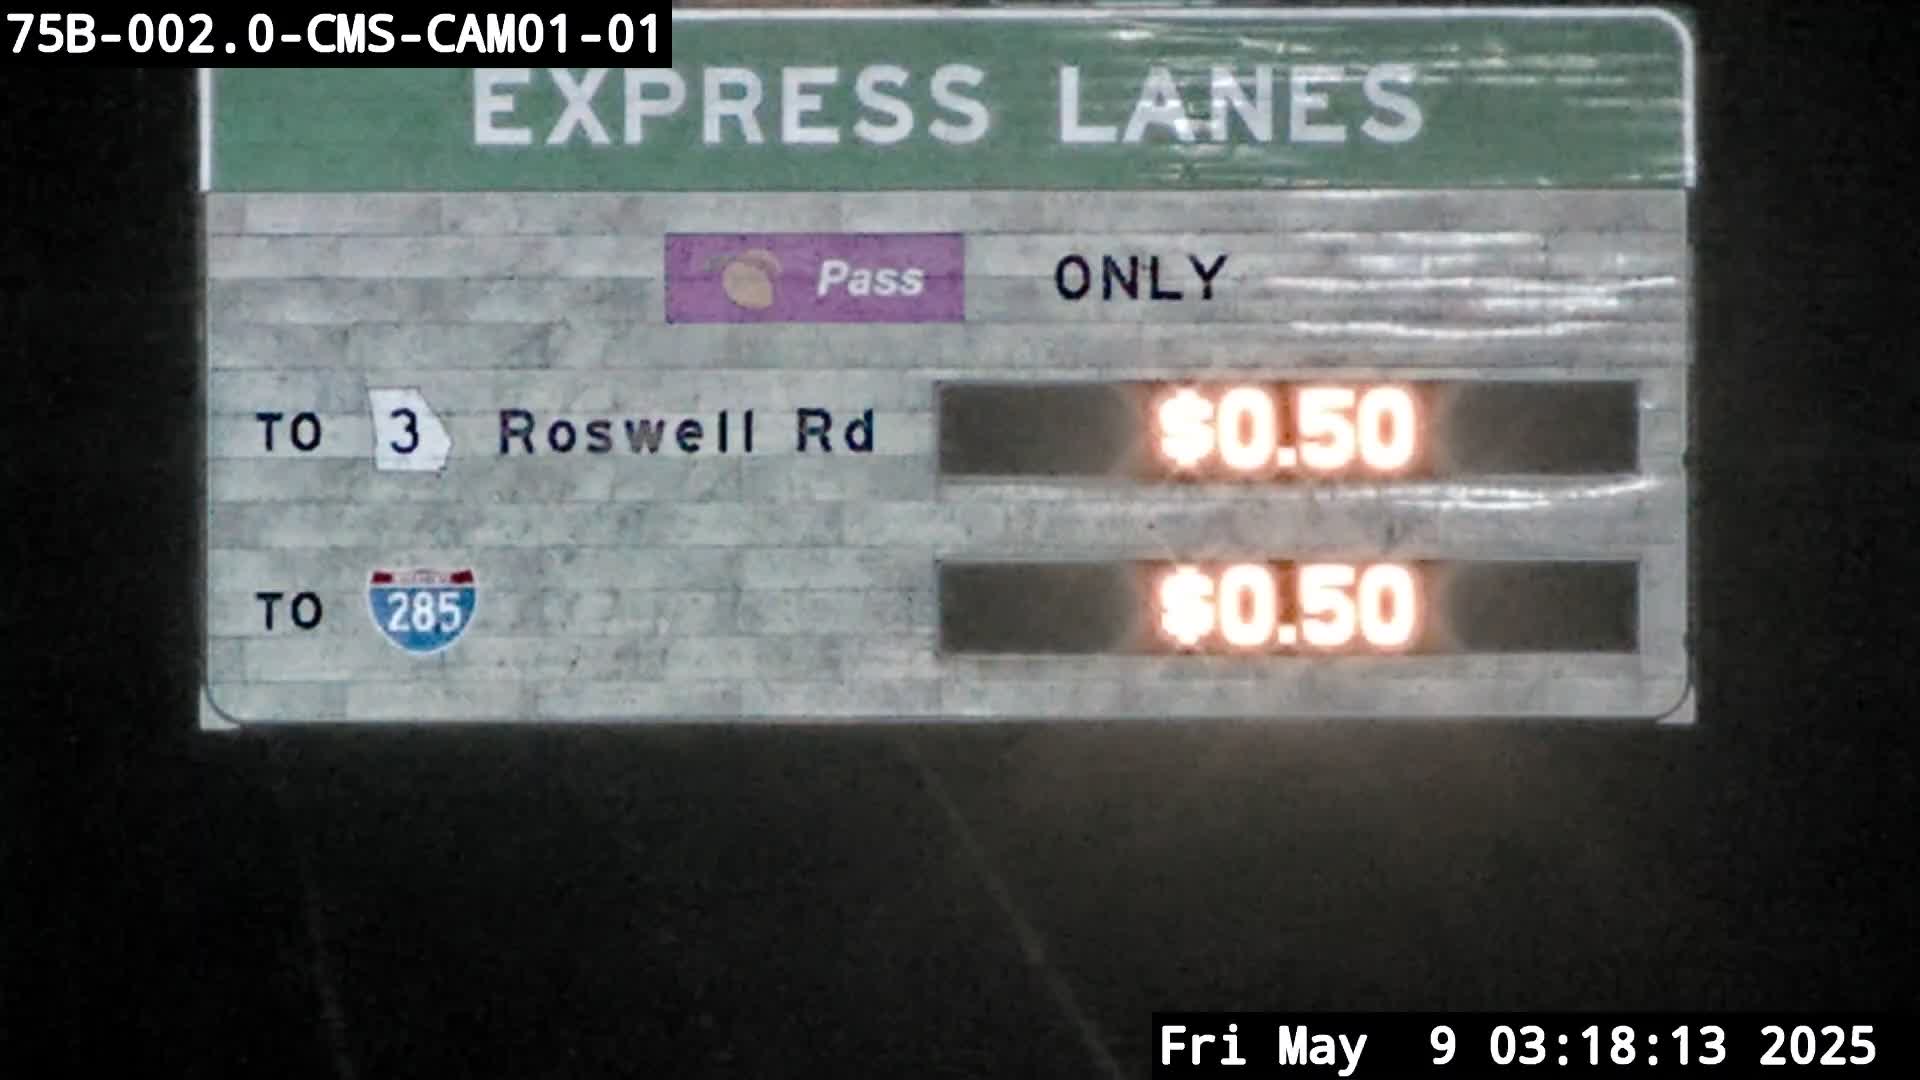 75B-002.0-CMS-CAM01-01
EXPRESS LANES
Pass ONLY
TO 3 Roswell Rd $0.50
TO 285 $0.50
Fri May 9 03:18:13 2025